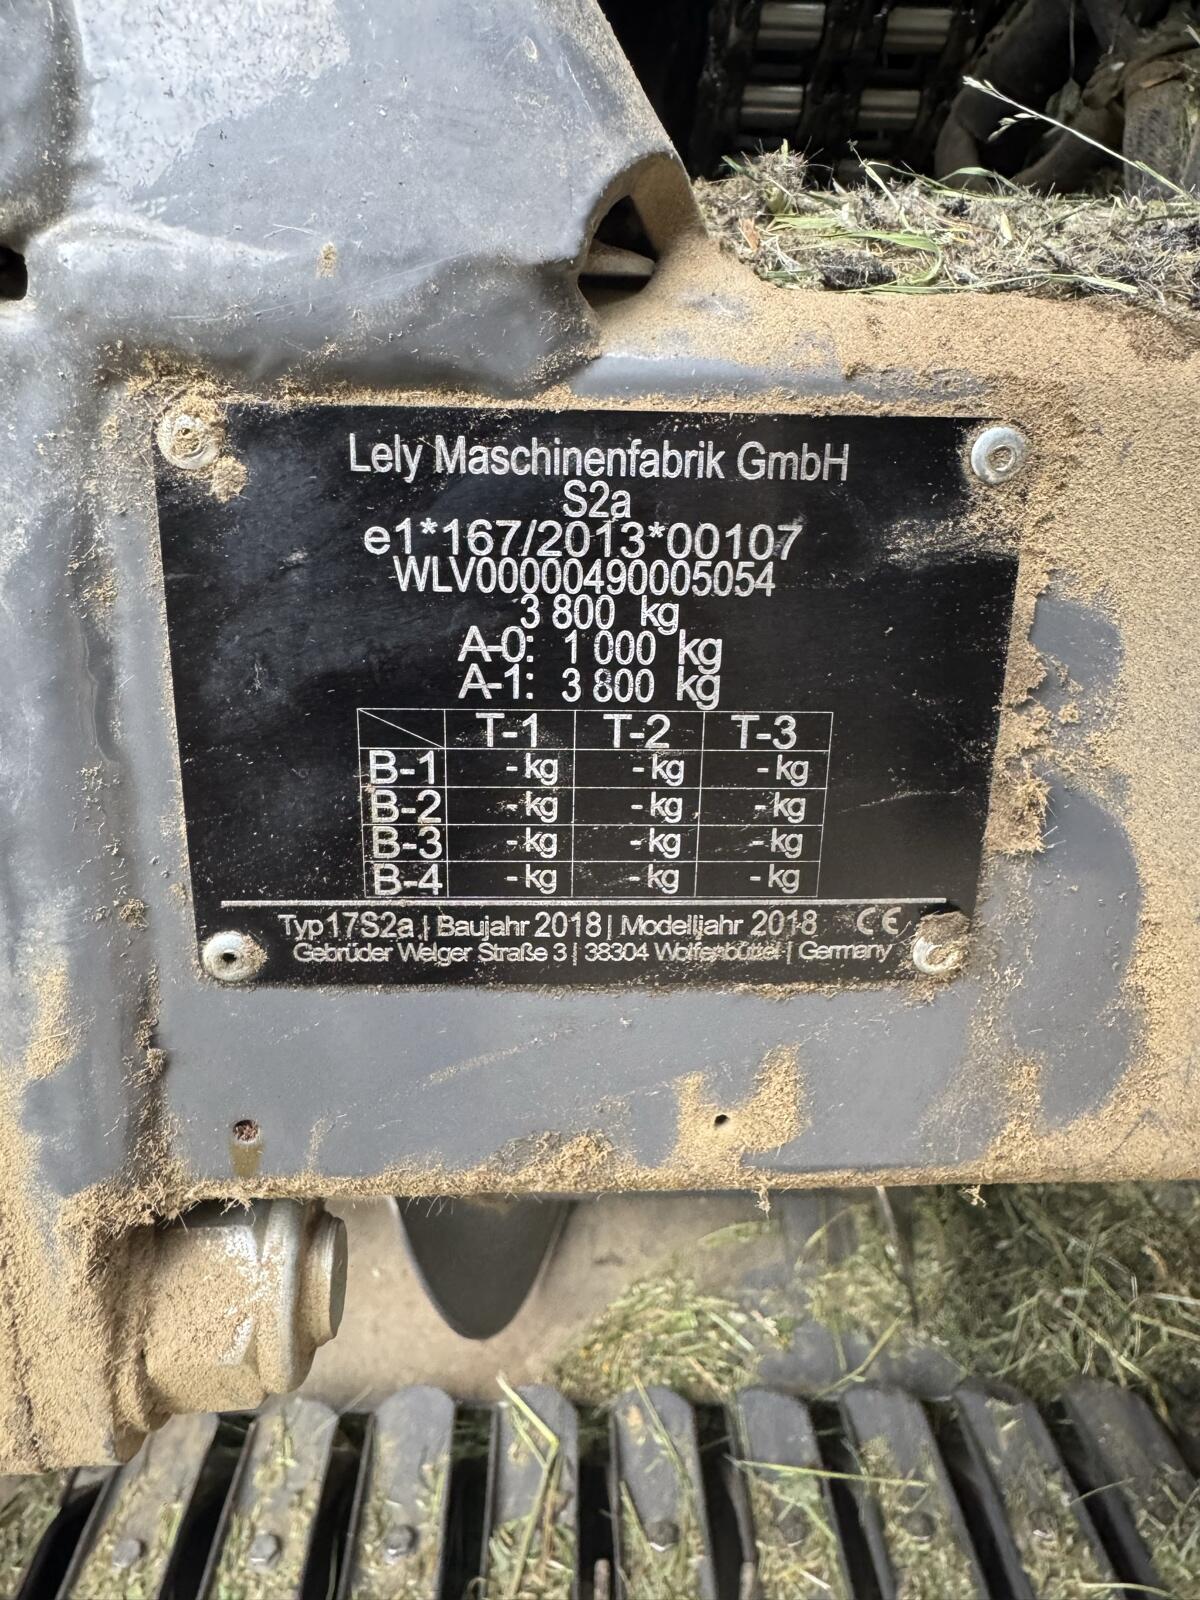 Lely Maschinenfabrik GmbH
S2a
e1*167/2013*00107
WLV00000490005054
3 800 kg
A-0: 1 000 kg
A-1: 3 800 kg
T-1 T-2 T-3
B-1 -kg -kg -kg
B-2 -kg -kg -kg
B-3 -kg -kg -kg
B-4 -kg -kg -kg
Typ 17S2a | Baujahr 2018 | Modelljahr 2018 CE
Gebrüder Welger Straße 3 | 38304 Wolfenbüttel | Germany